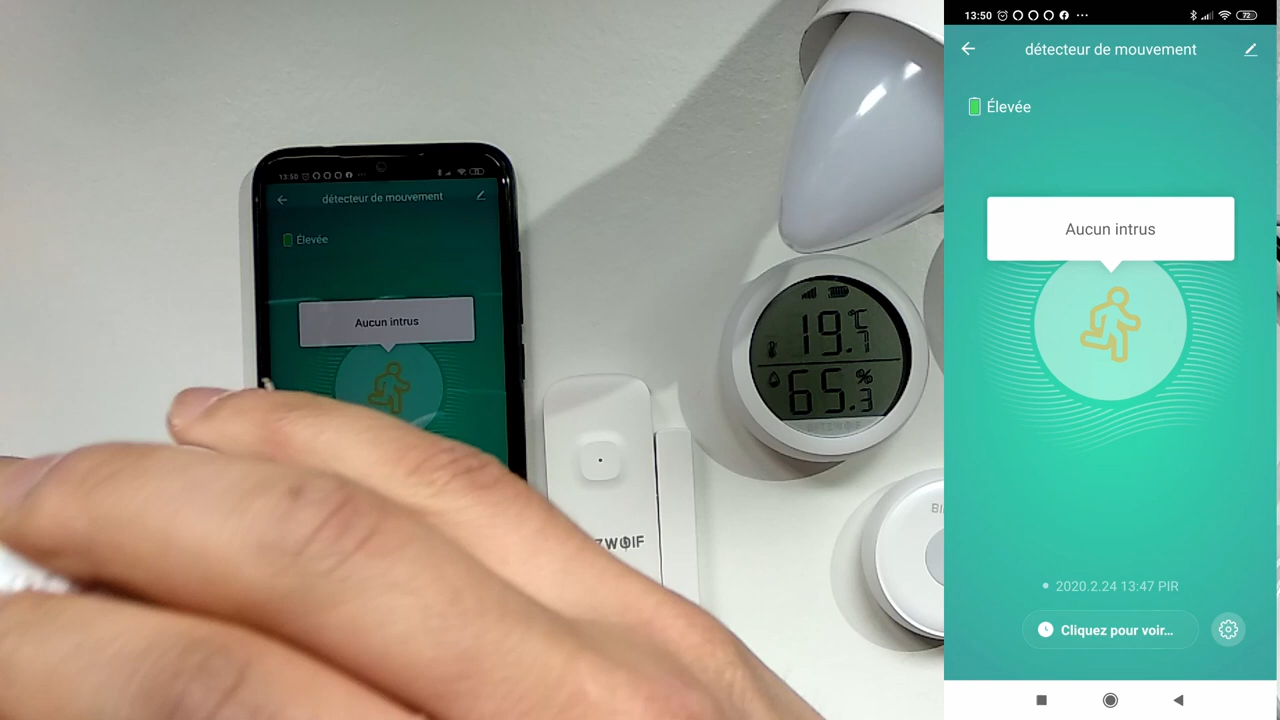 13:50
détecteur de mouvement
Élevée
Aucun intrus
19.7 °C
65.3 %
13:50
72
détecteur de mouvement
Élevée
Aucun intrus
2020.2.24 13:47 PIR
Cliquez pour voir...